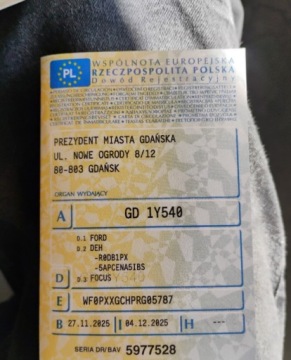 PL
WSPÓLNOTA EUROPEJSKA
RZECZPOSPOLITA POLSKA
Dowód Rejestracyjny
PREZYDENT MIASTA GDAŃSKA
UL. NOWE OGRODY 8/12
80-803 GDAŃSK
ORGAN WYDAJĄCY
A GD 1Y540
D.1 FORD
D.2 DEH
-R0DB1PX
-5APCENA5IBS
D D.3 FOCUS
E WF0PXXGCHPRG05787
B 27.11.2025 I 04.12.2025 H ---
SERIA DR/BAV 5977528